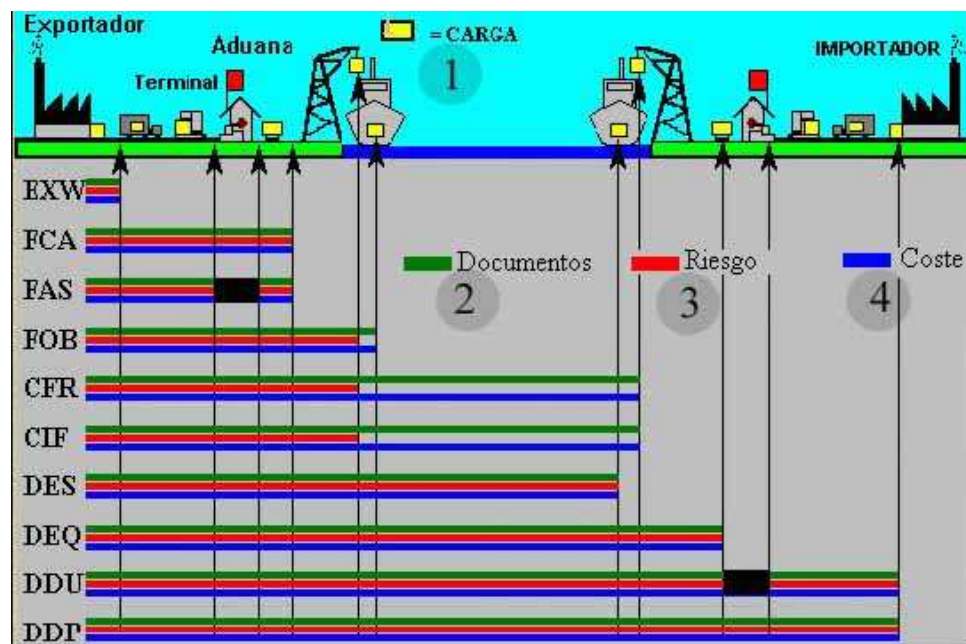 Exportador
= CARGA
Aduana
IMPORTADOR
Terminal
1
EXW
FCA
Documentos
Riesgo
Coste
FAS
2
3
4
FOB
CFR
CIF
DES
DEQ
DDU
DDP